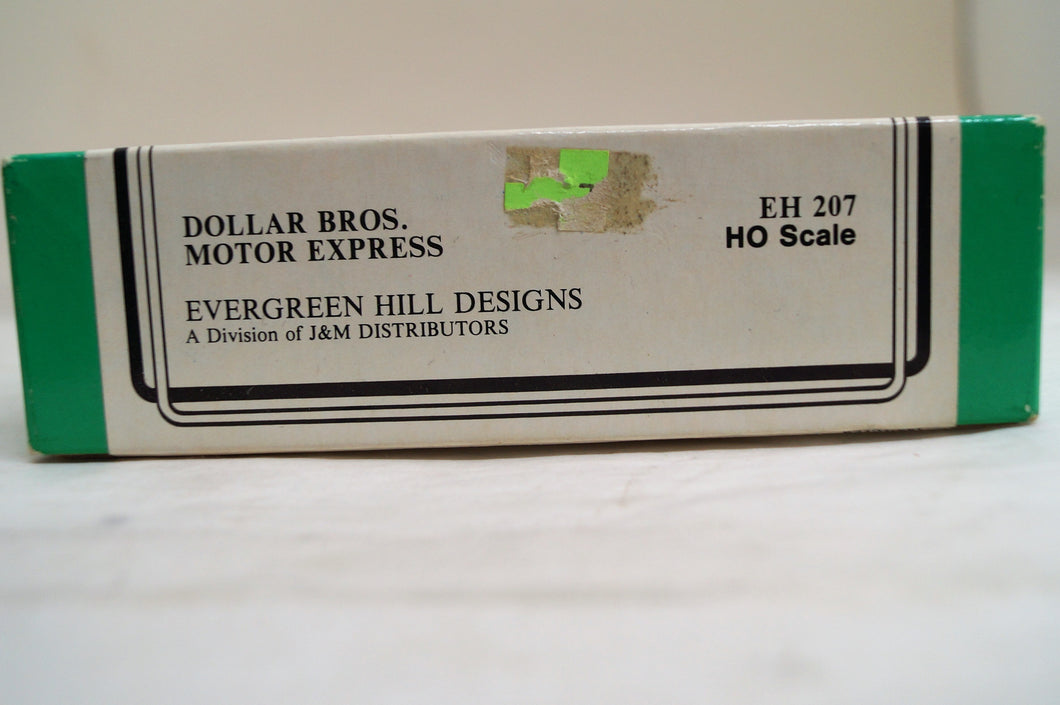 DOLLAR BROS.
MOTOR EXPRESS
EH 207
HO Scale
EVERGREEN HILL DESIGNS
A Division of J&M DISTRIBUTORS